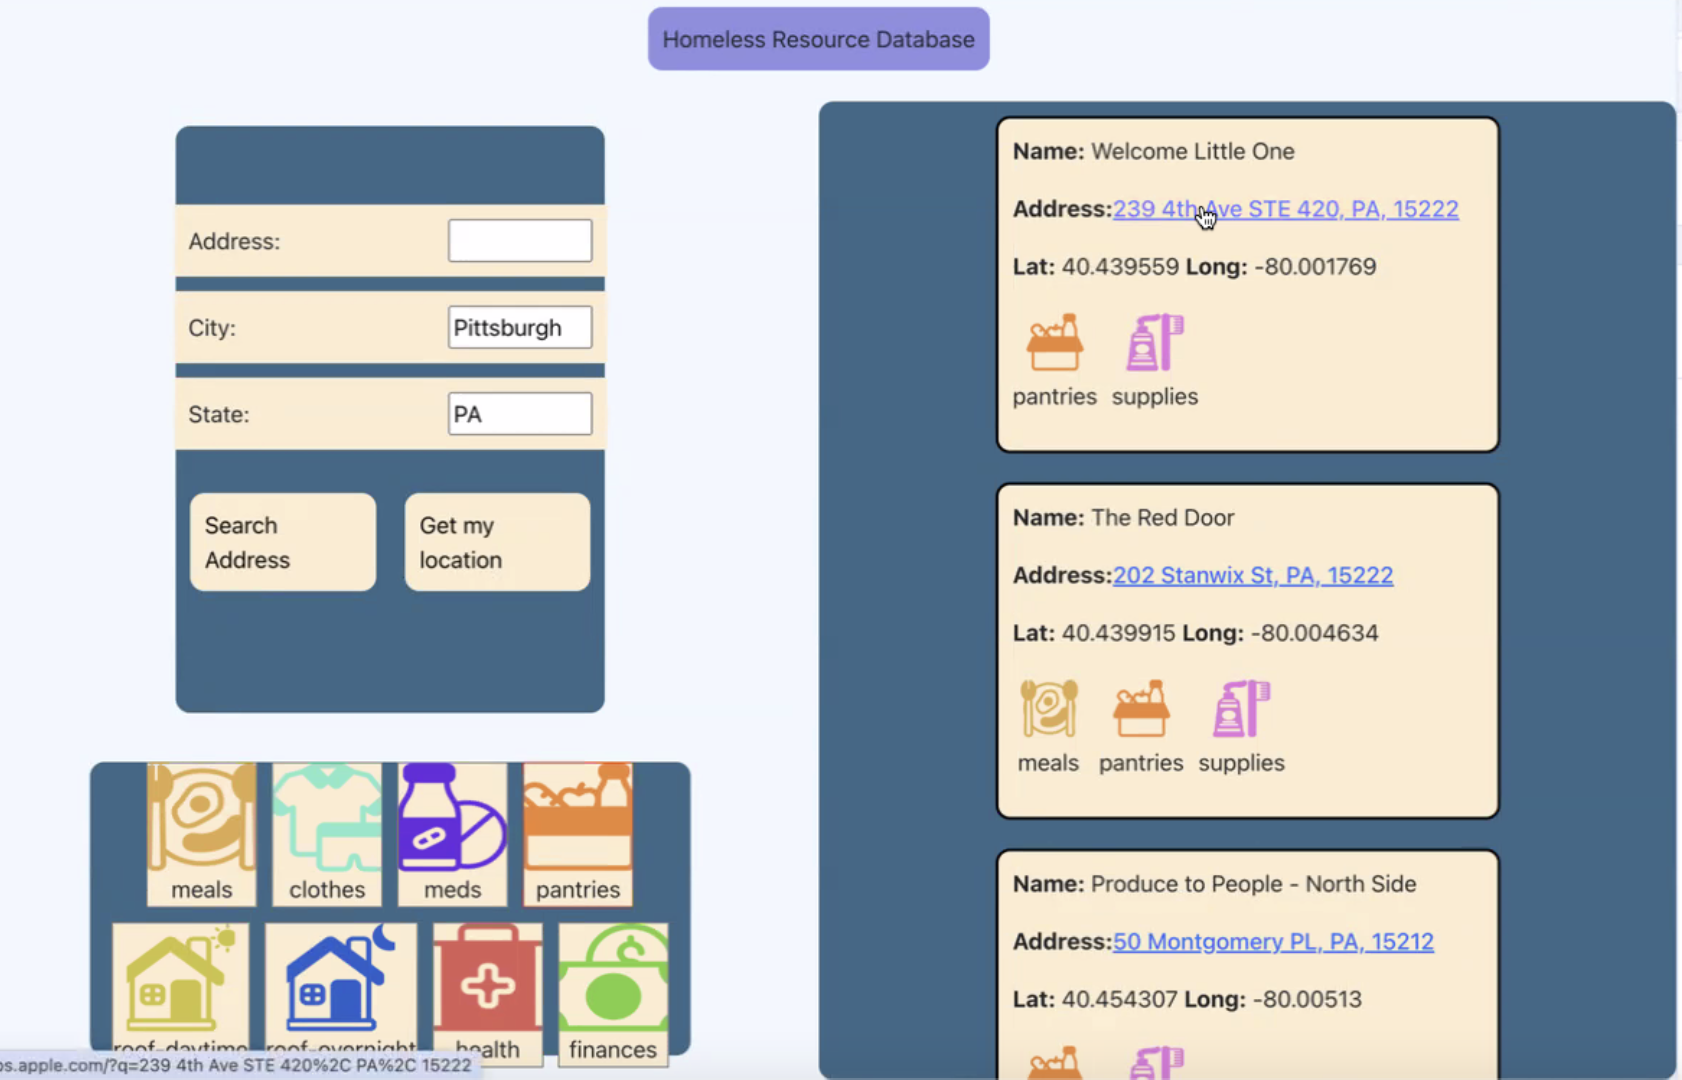 Homeless Resource Database
Address:
City: Pittsburgh
State: PA
Search
Address
Get my
location
meals clothes meds pantries
roof-daytime roof-overnight health finances
ps.apple.com/?q=239 4th Ave STE 420%2C PA%2C 15222
Name: Welcome Little One
Address:239 4th Ave STE 420, PA, 15222
Lat: 40.439559 Long: -80.001769
pantries supplies
Name: The Red Door
Address:202 Stanwix St, PA, 15222
Lat: 40.439915 Long: -80.004634
meals pantries supplies
Name: Produce to People - North Side
Address:50 Montgomery PL, PA, 15212
Lat: 40.454307 Long: -80.00513